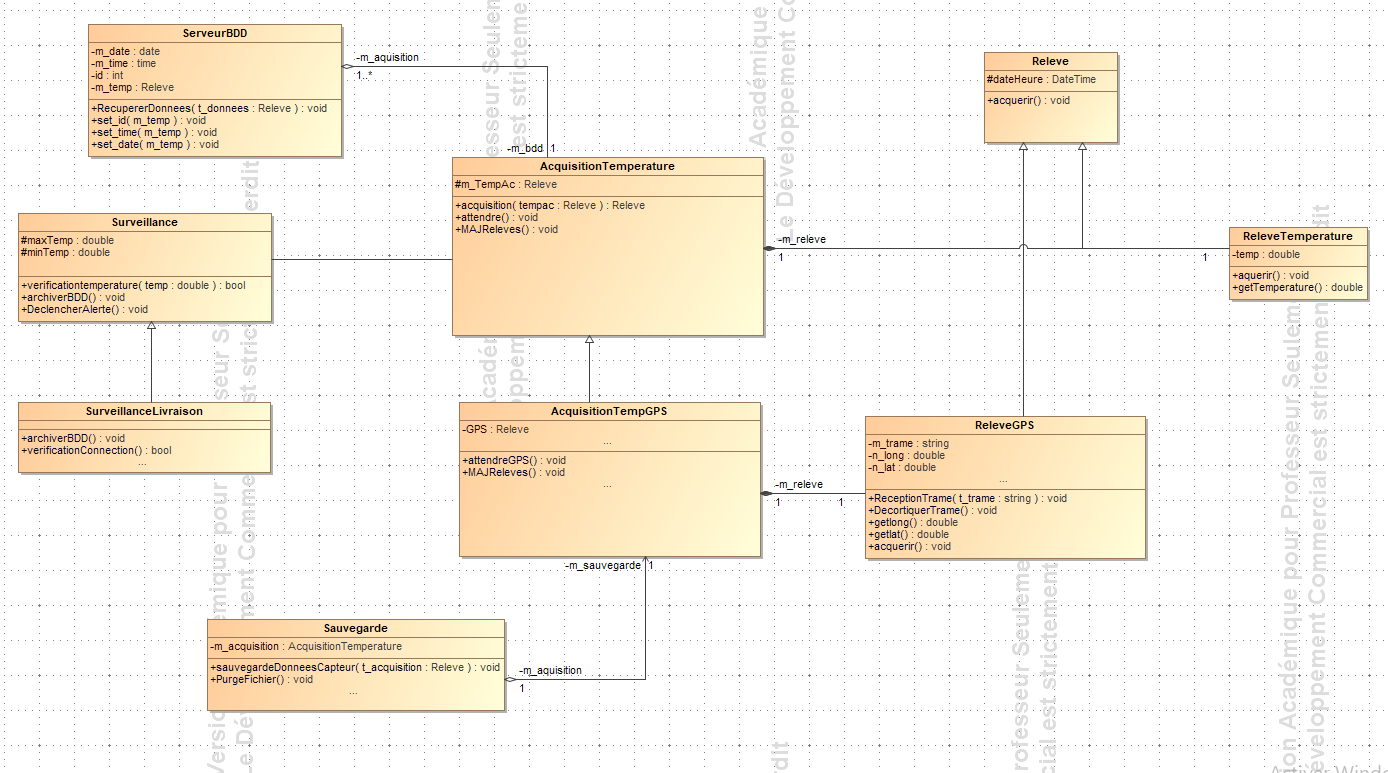 ServeurBDD
-m_date : date
-m_time : time
-id : int
-m_temp : Releve
+RecupererDonnees( t_donnees : Releve ) : void
+set_id( m_temp ) : void
+set_time( m_temp ) : void
+set_date( m_temp ) : void
-m_aquisition
1..*
-m_bdd
1
Releve
#dateHeure : DateTime
+acquerir() : void
AcquisitionTemperature
#m_TempAc : Releve
+acquisition( tempac : Releve ) : Releve
+attendre() : void
+MAJReleves() : void
Surveillance
#maxTemp : double
#minTemp : double
+verificationtemperature( temp : double ) : bool
+archiverBDD() : void
+DeclencherAlerte() : void
-m_releve
1
1
ReleveTemperature
-temp : double
+aquerir() : void
+getTemperature() : double
SurveillanceLivraison
+archiverBDD() : void
+verificationConnection() : bool
...
AcquisitionTempGPS
-GPS : Releve
...
+attendreGPS() : void
+MAJReleves() : void
...
-m_releve
1
1
ReleveGPS
-m_trame : string
-n_long : double
-n_lat : double
...
+ReceptionTrame( t_trame : string ) : void
+DecortiquerTrame() : void
+getlong() : double
+getlat() : double
+acquerir() : void
-m_sauvegarde
1
Sauvegarde
-m_acquisition : AcquisitionTemperature
+sauvegardeDonneesCapteur( t_acquisition : Releve ) : void
+PurgeFichier() : void
...
-m_aquisition
1